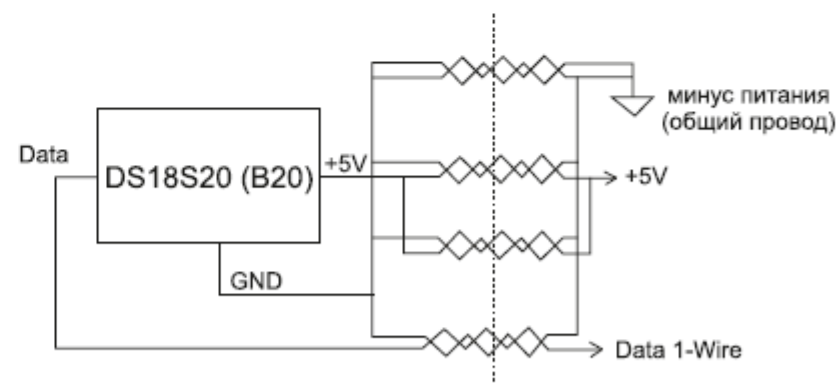 минус питания
(общий провод)
Data
DS18S20 (B20)
+5V
+5V
GND
Data 1-Wire